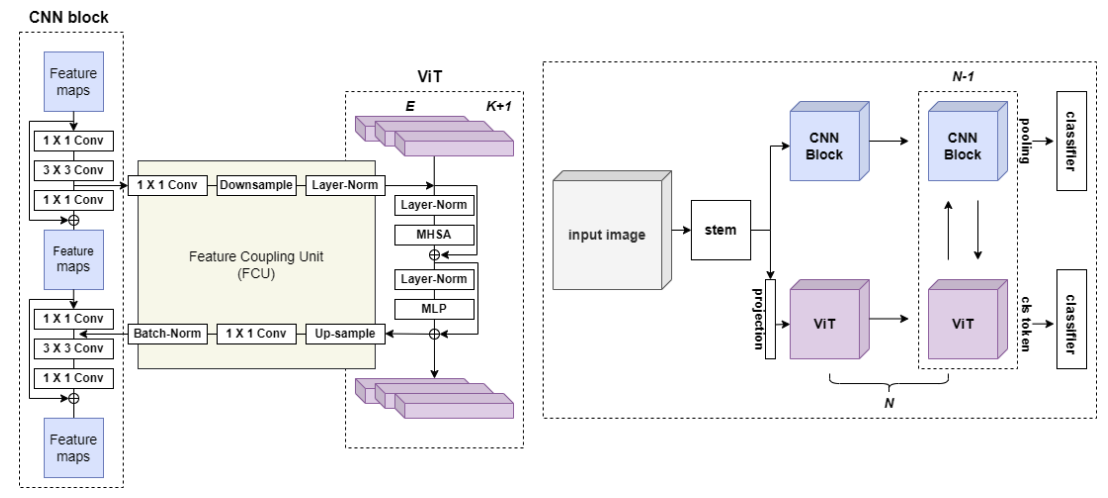 CNN block
Feature
maps
1 X 1 Conv
3 X 3 Conv
1 X 1 Conv
Feature
maps
1 X 1 Conv
3 X 3 Conv
1 X 1 Conv
Feature
maps
1 X 1 Conv
Downsample
Layer-Norm
Feature Coupling Unit
(FCU)
Batch-Norm
1 X 1 Conv
Up-sample
ViT
E
K+1
Layer-Norm
MHSA
Layer-Norm
MLP
input image
stem
projection
CNN
Block
ViT
N-1
CNN
Block
ViT
pooling
classifier
cls token
classifier
N